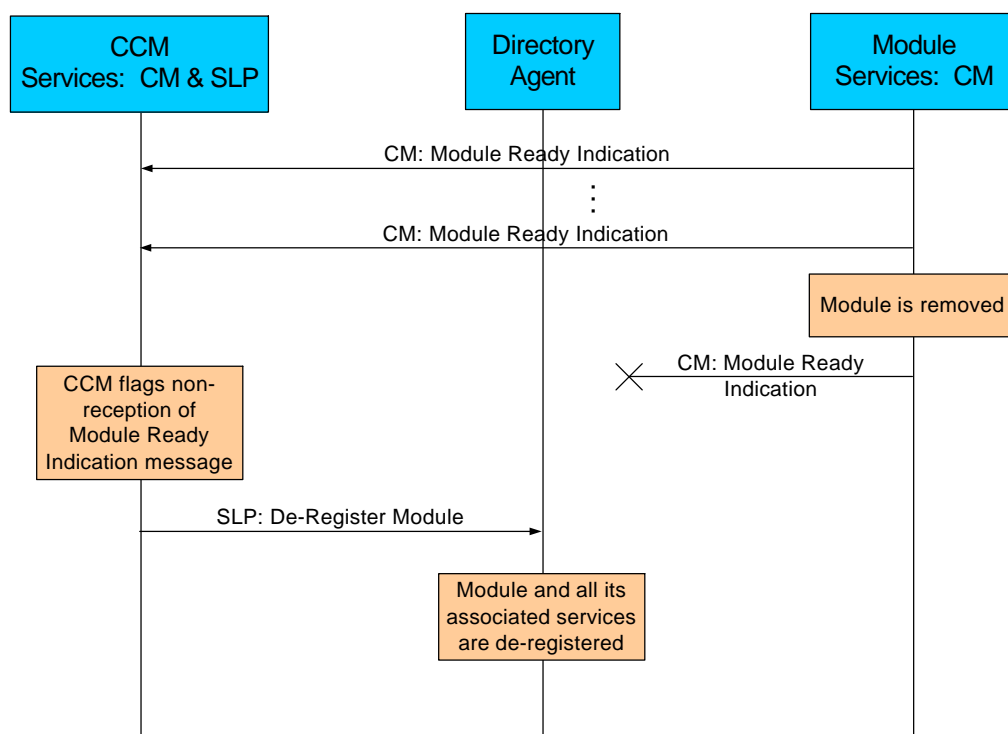 CCM
Services:  CM & SLP
Directory
Agent
Module
Services:  CM
CM: Module Ready Indication
CM: Module Ready Indication
Module is removed
CM: Module Ready
Indication
CCM flags non-
reception of
Module Ready
Indication message
SLP: De-Register Module
Module and all its
associated services
are de-registered